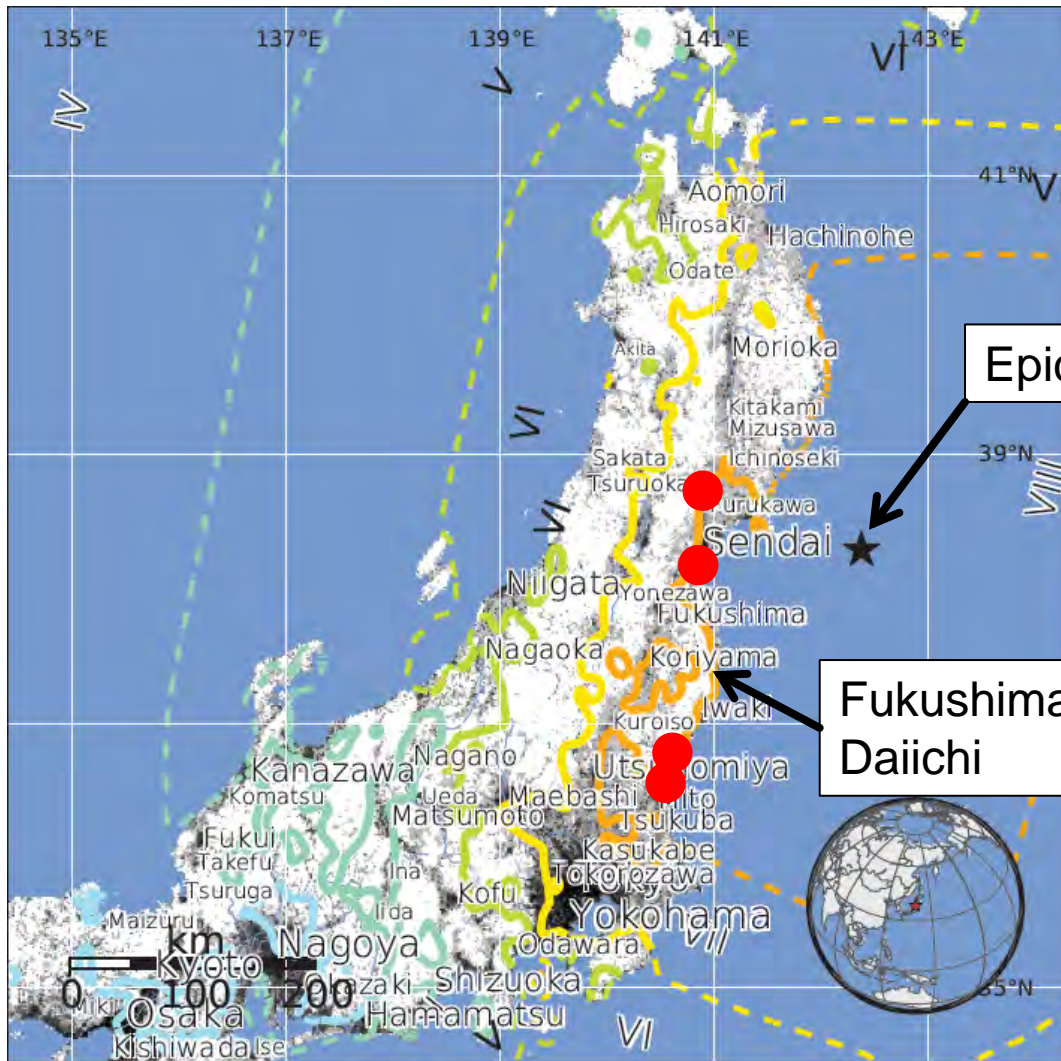 135°E
137°E
139°E
141°E
143°E
VI
V
IV
41°N
V
Aomori
Hirosaki
Hachinohe
Odate
Akita
Morioka
Epic
Kitakami
Mizusawa
VI
Sakata
Ichinoseki
39°N
Tsuruoka
VIII
VI
Sendai
Niigata
Yonezawa
Fukushima
Nagaoka
Koriyama
Iwaki
Kuroiso
Fukushima
Daiichi
Nagano
Kanazawa
Komatsu
Ueda
Maebashi
Matsumoto
Tsukuba
Fukui
Takefu
Kasukabe
Ina
Tokorozawa
Tsuruga
Kofu
Maizuru
Iida
Yokohama
km
Nagoya
Odawara
VII
Kyoto
Shizuoka
0
100
200
35°N
Miki
Osaka
Hamamatsu
V
VI
Kishiwada
Ise